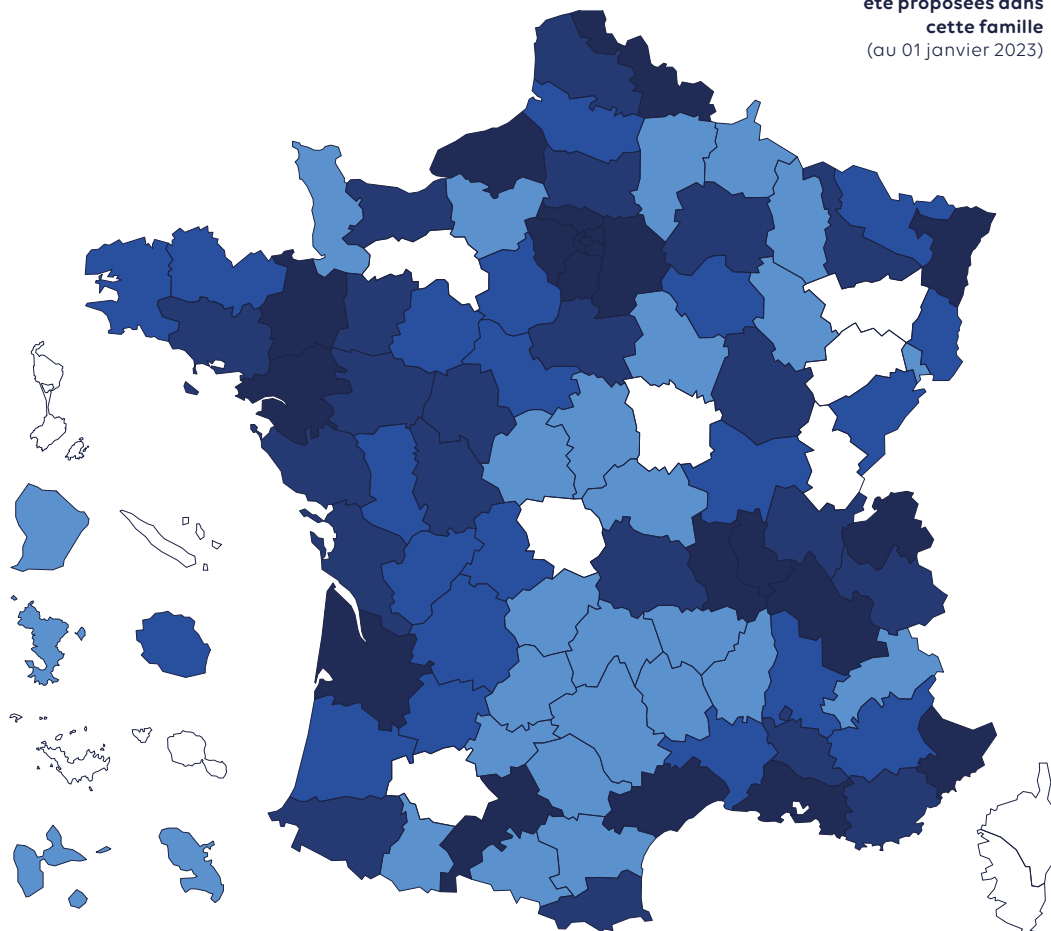 été proposées dans
cette famille
(au 01 janvier 2023)